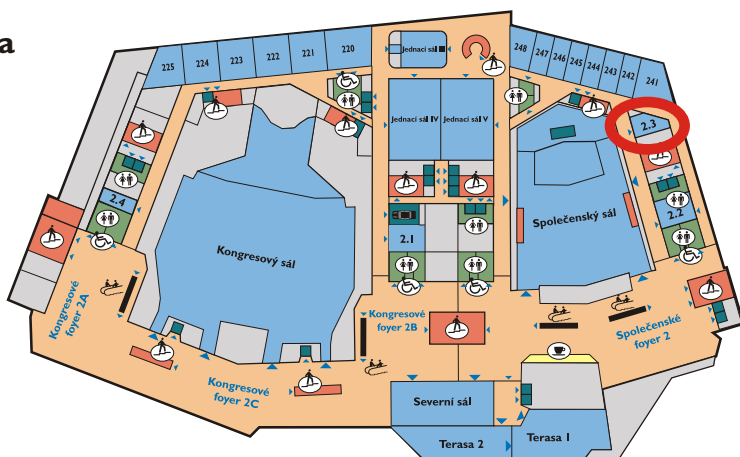 a
225
224
223
222
221
220
Jednací sál
248
247
246
245
244
243
242
241
Jednací sál IV
Jednací sál V
2.3
2.4
2.1
2.2
Společenský sál
Kongresový sál
Kongresové
foyer 2A
Kongresové
foyer 2B
Kongresové
foyer 2C
Společenské
foyer 2
Severní sál
Terasa 2
Terasa 1